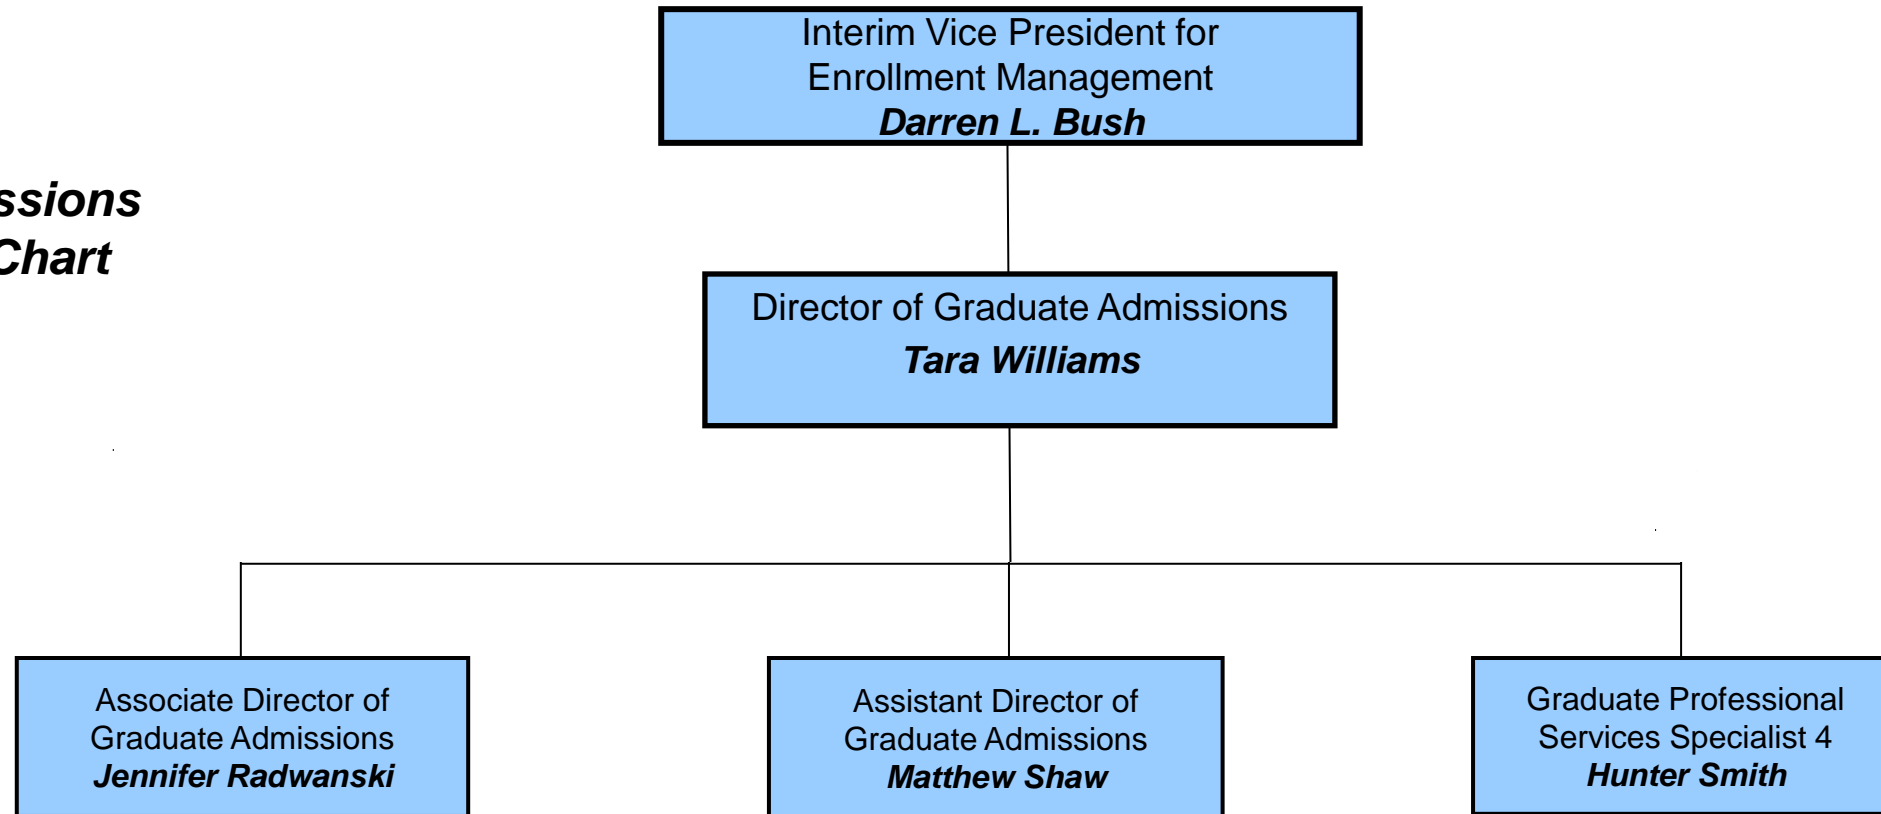 Interim Vice President for
Enrollment Management
Darren L. Bush
ssions
Chart
Director of Graduate Admissions
Tara Williams
Associate Director of
Graduate Admissions
Jennifer Radwanski
Assistant Director of
Graduate Admissions
Matthew Shaw
Graduate Professional
Services Specialist 4
Hunter Smith